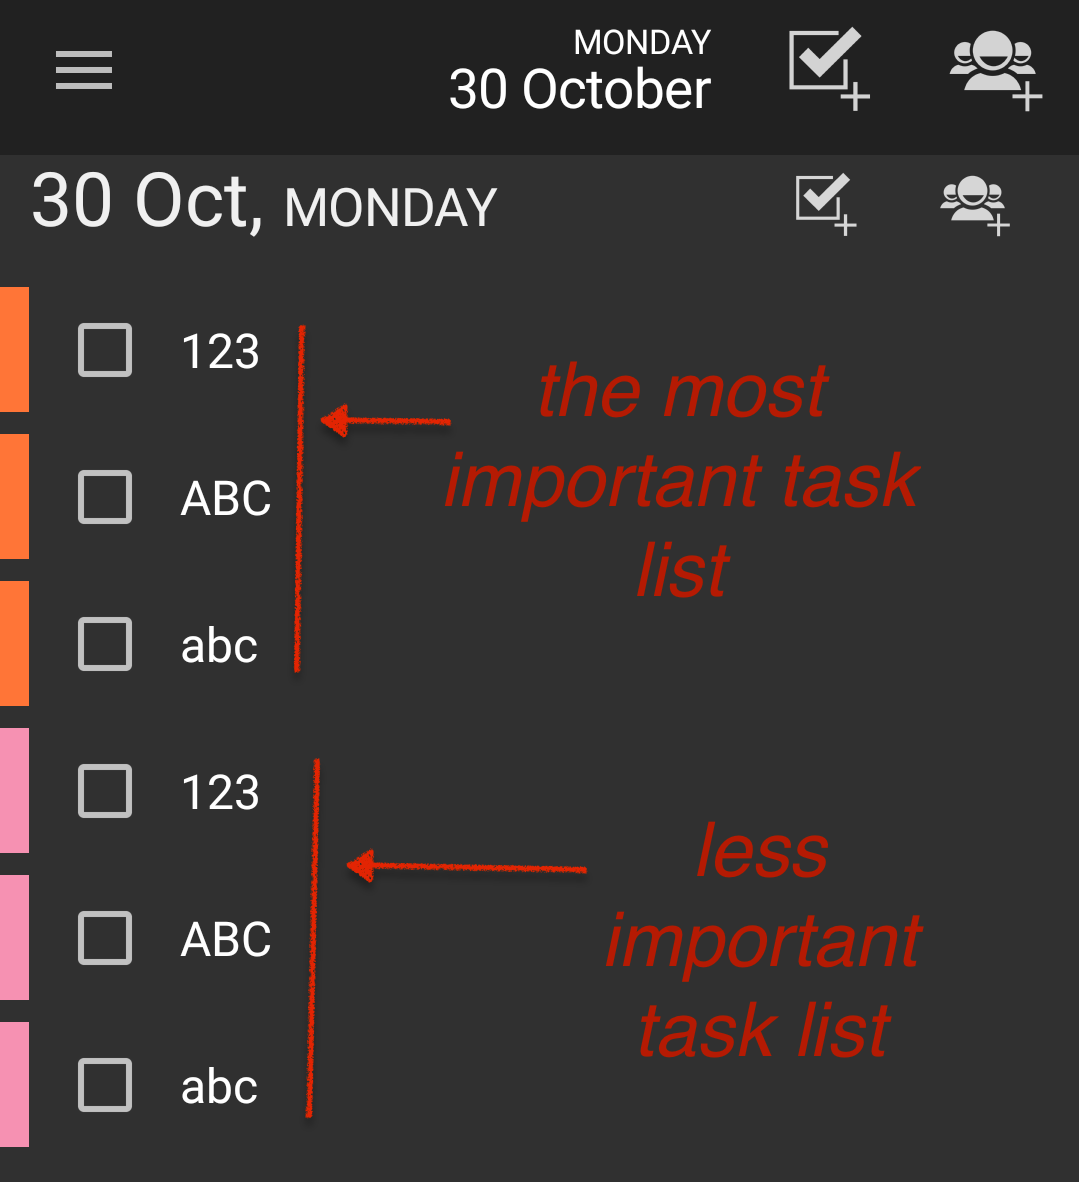 MONDAY
30 October
30 Oct, MONDAY
123
ABC
abc
the most
important task
list
123
ABC
abc
less
important
task list